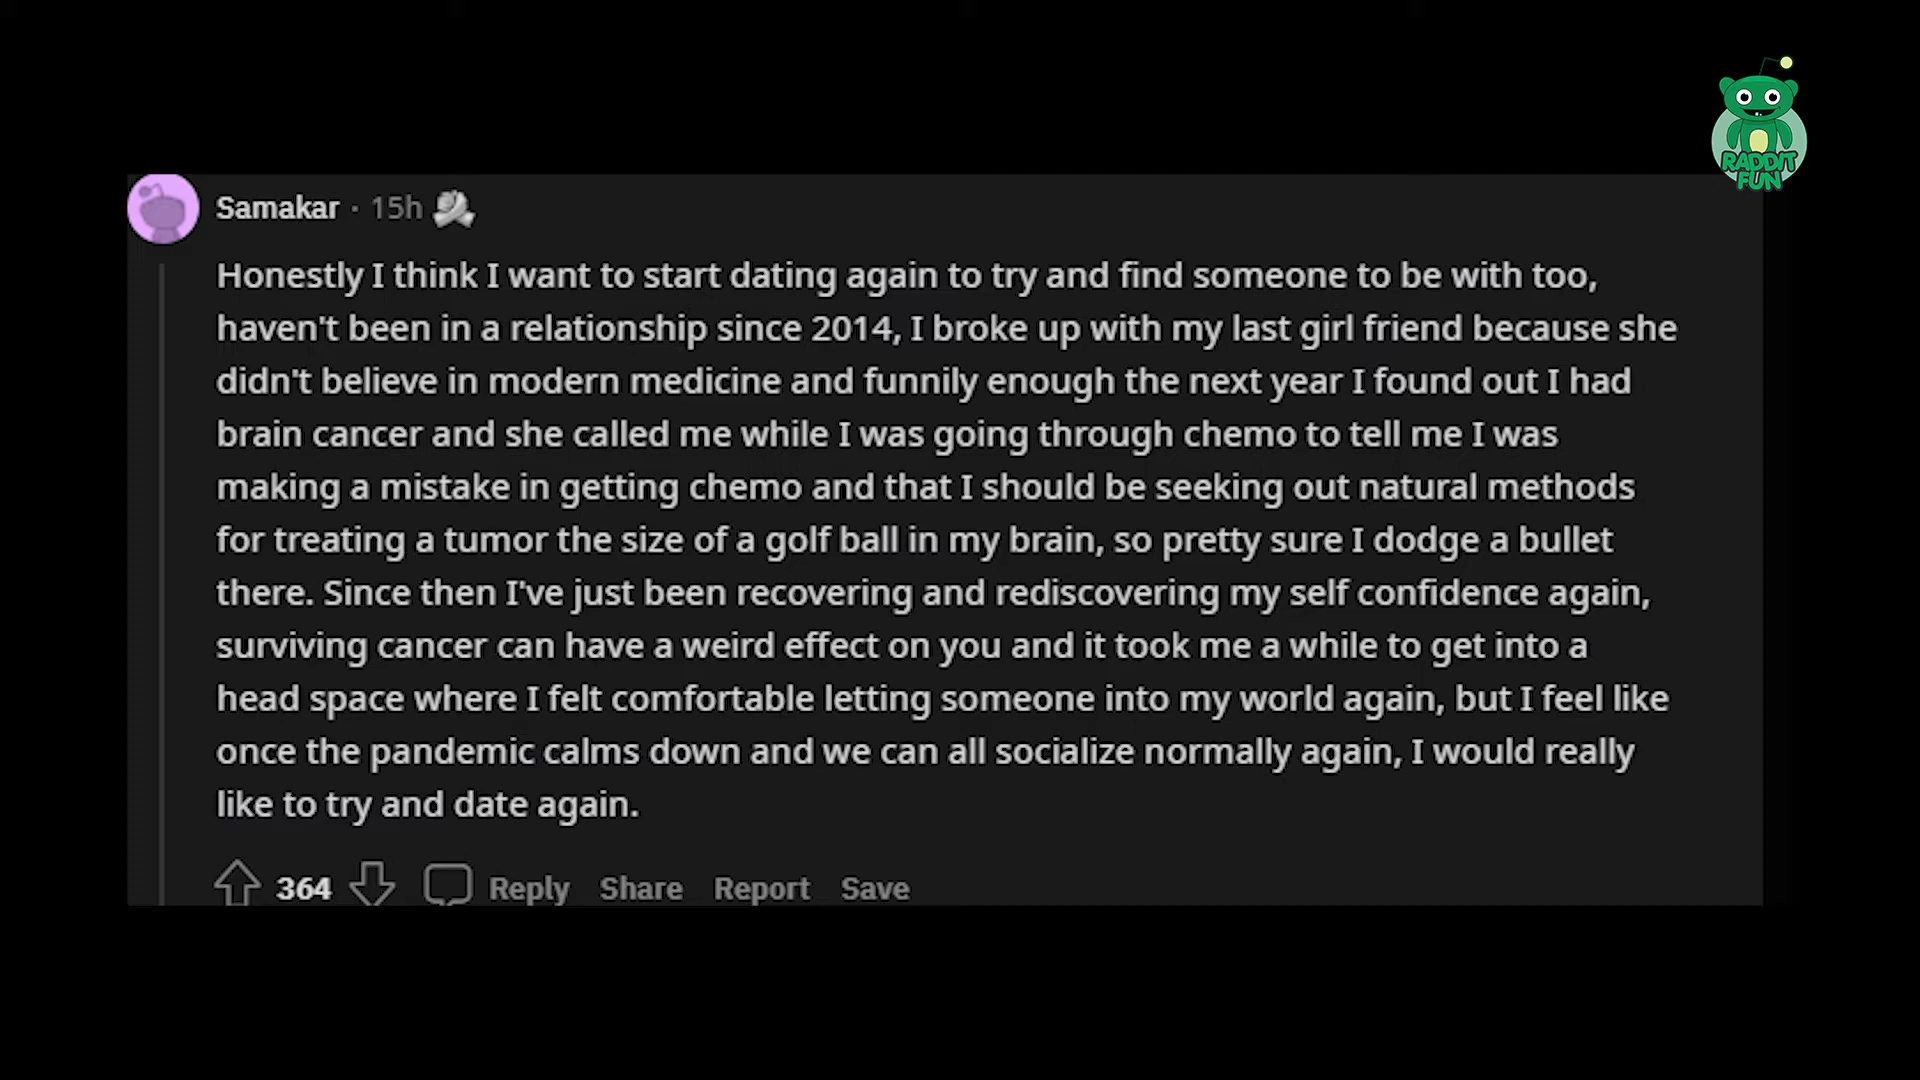 RADDIT
FUN
Samakar · 15h
Honestly I think I want to start dating again to try and find someone to be with too,
haven't been in a relationship since 2014, I broke up with my last girl friend because she
didn't believe in modern medicine and funnily enough the next year I found out I had
brain cancer and she called me while I was going through chemo to tell me I was
making a mistake in getting chemo and that I should be seeking out natural methods
for treating a tumor the size of a golf ball in my brain, so pretty sure I dodge a bullet
there. Since then I've just been recovering and rediscovering my self confidence again,
surviving cancer can have a weird effect on you and it took me a while to get into a
head space where I felt comfortable letting someone into my world again, but I feel like
once the pandemic calms down and we can all socialize normally again, I would really
like to try and date again.
364 Reply Share Report Save